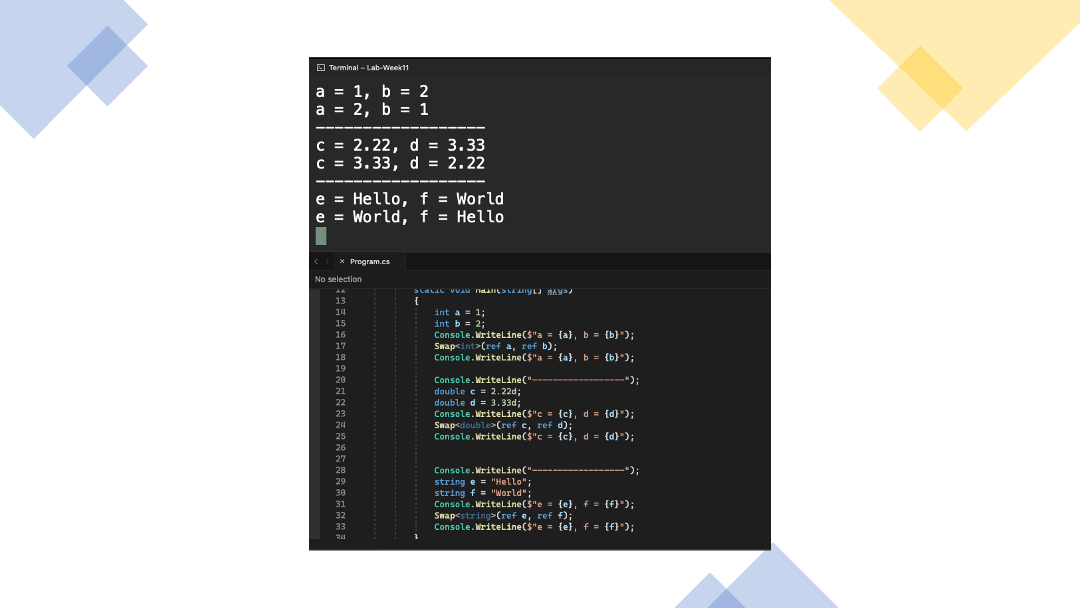 Terminal – Lab-Week11
a = 1, b = 2
a = 2, b = 1
------------------
c = 2.22, d = 3.33
c = 3.33, d = 2.22
------------------
e = Hello, f = World
e = World, f = Hello
Program.cs
No selection
12 static void Main(string[] args)
13 {
14 int a = 1;
15 int b = 2;
16 Console.WriteLine($"a = {a}, b = {b}");
17 Swap<int>(ref a, ref b);
18 Console.WriteLine($"a = {a}, b = {b}");
19
20 Console.WriteLine("------------------");
21 double c = 2.22d;
22 double d = 3.33d;
23 Console.WriteLine($"c = {c}, d = {d}");
24 Swap<double>(ref c, ref d);
25 Console.WriteLine($"c = {c}, d = {d}");
26
27
28 Console.WriteLine("------------------");
29 string e = "Hello";
30 string f = "World";
31 Console.WriteLine($"e = {e}, f = {f}");
32 Swap<string>(ref e, ref f);
33 Console.WriteLine($"e = {e}, f = {f}");
34 }